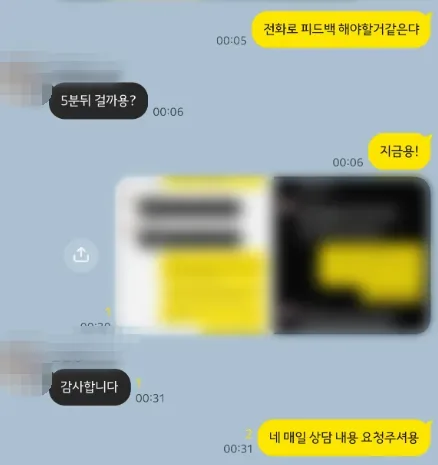 전화로 피드백 해야할거같은댜
00:05
5분뒤 걸까용?
00:06
지금용!
00:06
감사합니다
00:31
2
네 매일 상담 내용 요청주셔용
00:31